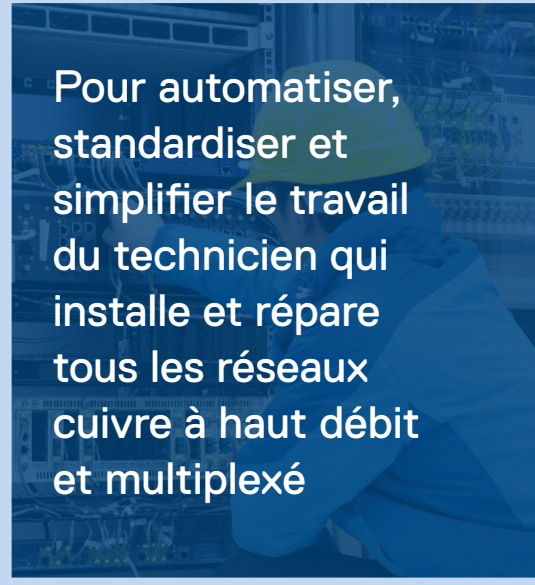 Pour automatiser,
standardiser et
simplifier le travail
du technicien qui
installe et répare
tous les réseaux
cuivre à haut débit
et multiplexé